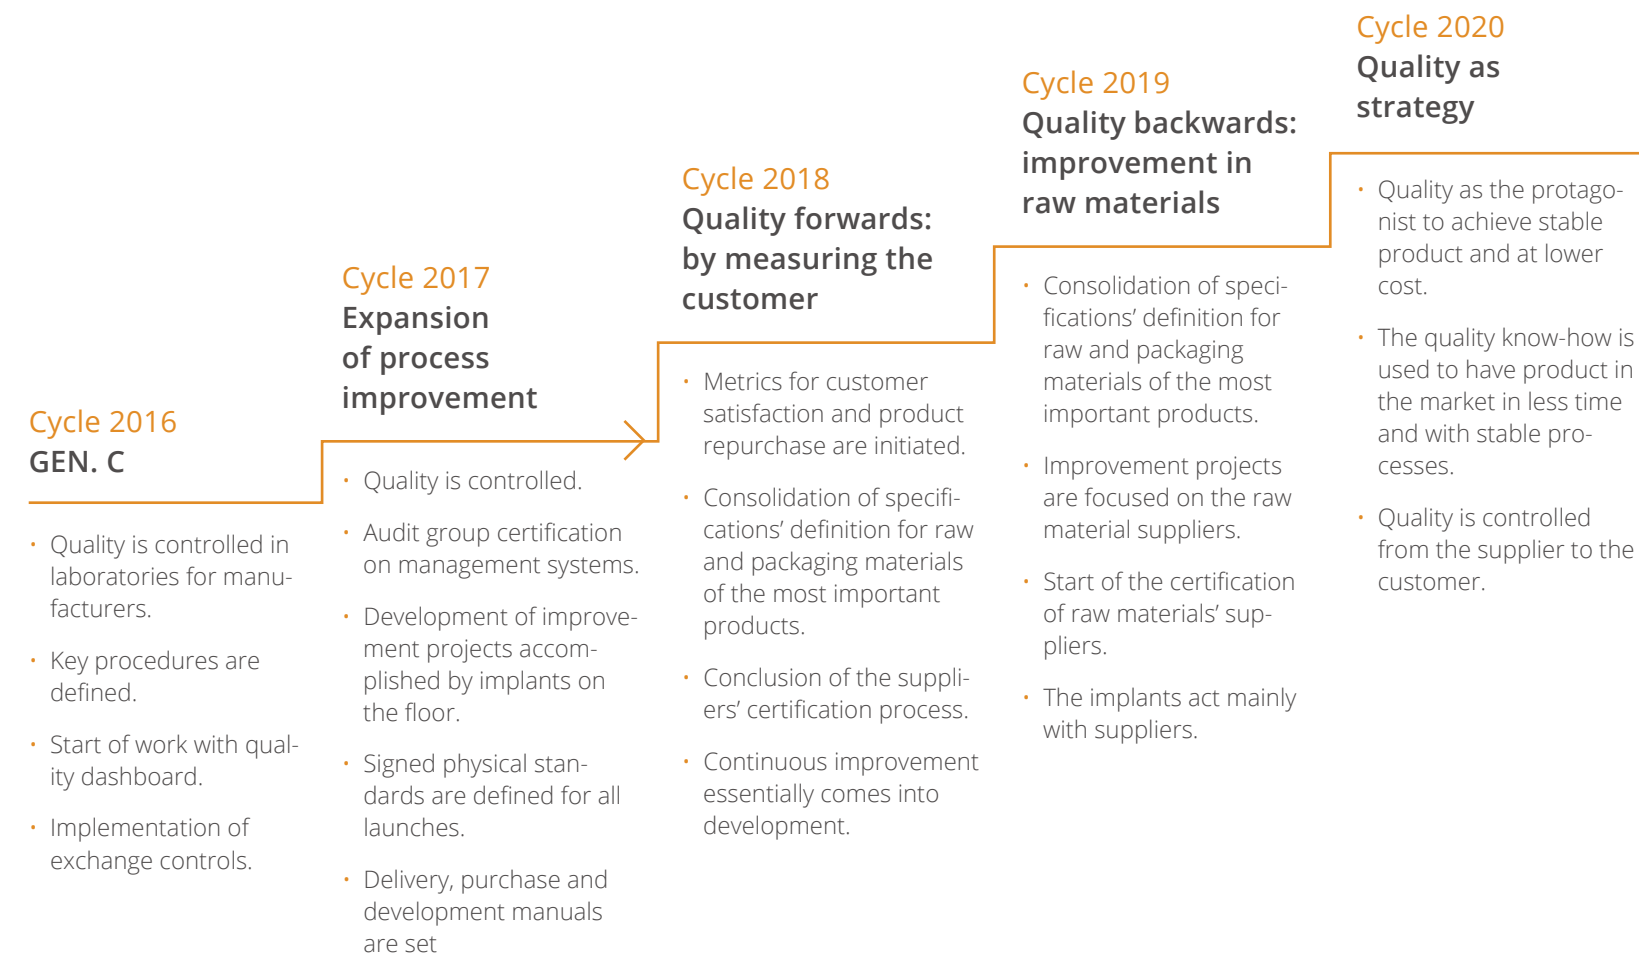 Cycle 2016
GEN. C
• Quality is controlled in
laboratories for manu-
facturers.
• Key procedures are
defined.
• Start of work with qual-
ity dashboard.
• Implementation of
exchange controls.
Cycle 2017
Expansion
of process
improvement
• Quality is controlled.
• Audit group certification
on management systems.
• Development of improve-
ment projects accom-
plished by implants on
the floor.
• Signed physical stan-
dards are defined for all
launches.
• Delivery, purchase and
development manuals
are set
Cycle 2018
Quality forwards:
by measuring the
customer
• Metrics for customer
satisfaction and product
repurchase are initiated.
• Consolidation of specifi-
cations’ definition for raw
and packaging materials
of the most important
products.
• Conclusion of the suppli-
ers’ certification process.
• Continuous improvement
essentially comes into
development.
Cycle 2019
Quality backwards:
improvement in
raw materials
• Consolidation of speci-
fications’ definition for
raw and packaging
materials of the most
important products.
• Improvement projects
are focused on the raw
material suppliers.
• Start of the certification
of raw materials’ sup-
pliers.
• The implants act mainly
with suppliers.
Cycle 2020
Quality as
strategy
• Quality as the protago-
nist to achieve stable
product and at lower
cost.
• The quality know-how is
used to have product in
the market in less time
and with stable pro-
cesses.
• Quality is controlled
from the supplier to the
customer.